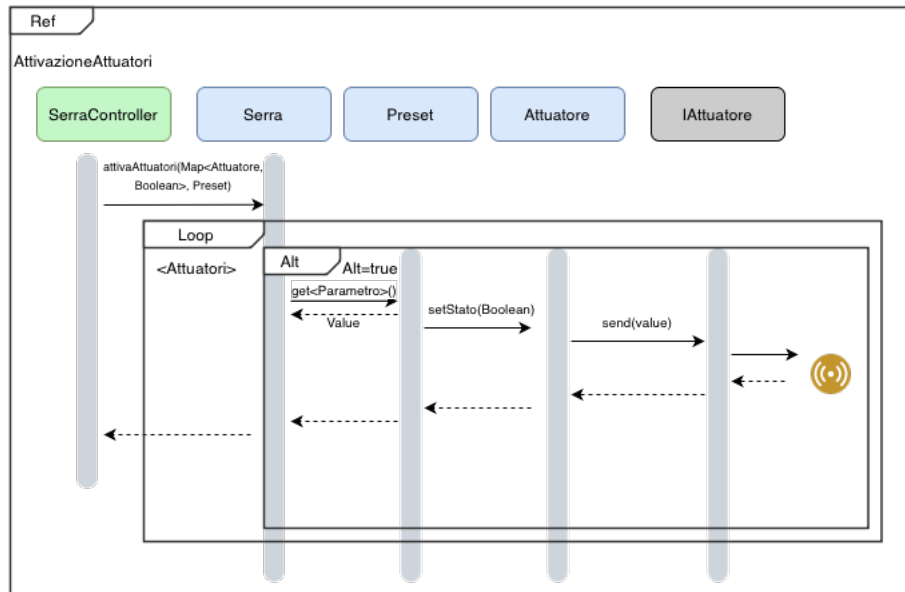 Ref
AttivazioneAttuatori
SerraController
Serra
Preset
Attuatore
IAttuatore
attivaAttuatori(Map<Attuatore,
Boolean>, Preset)
Loop
<Attuatori>
Alt
Alt=true
get<Parametro>()
Value
setStato(Boolean)
send(value)